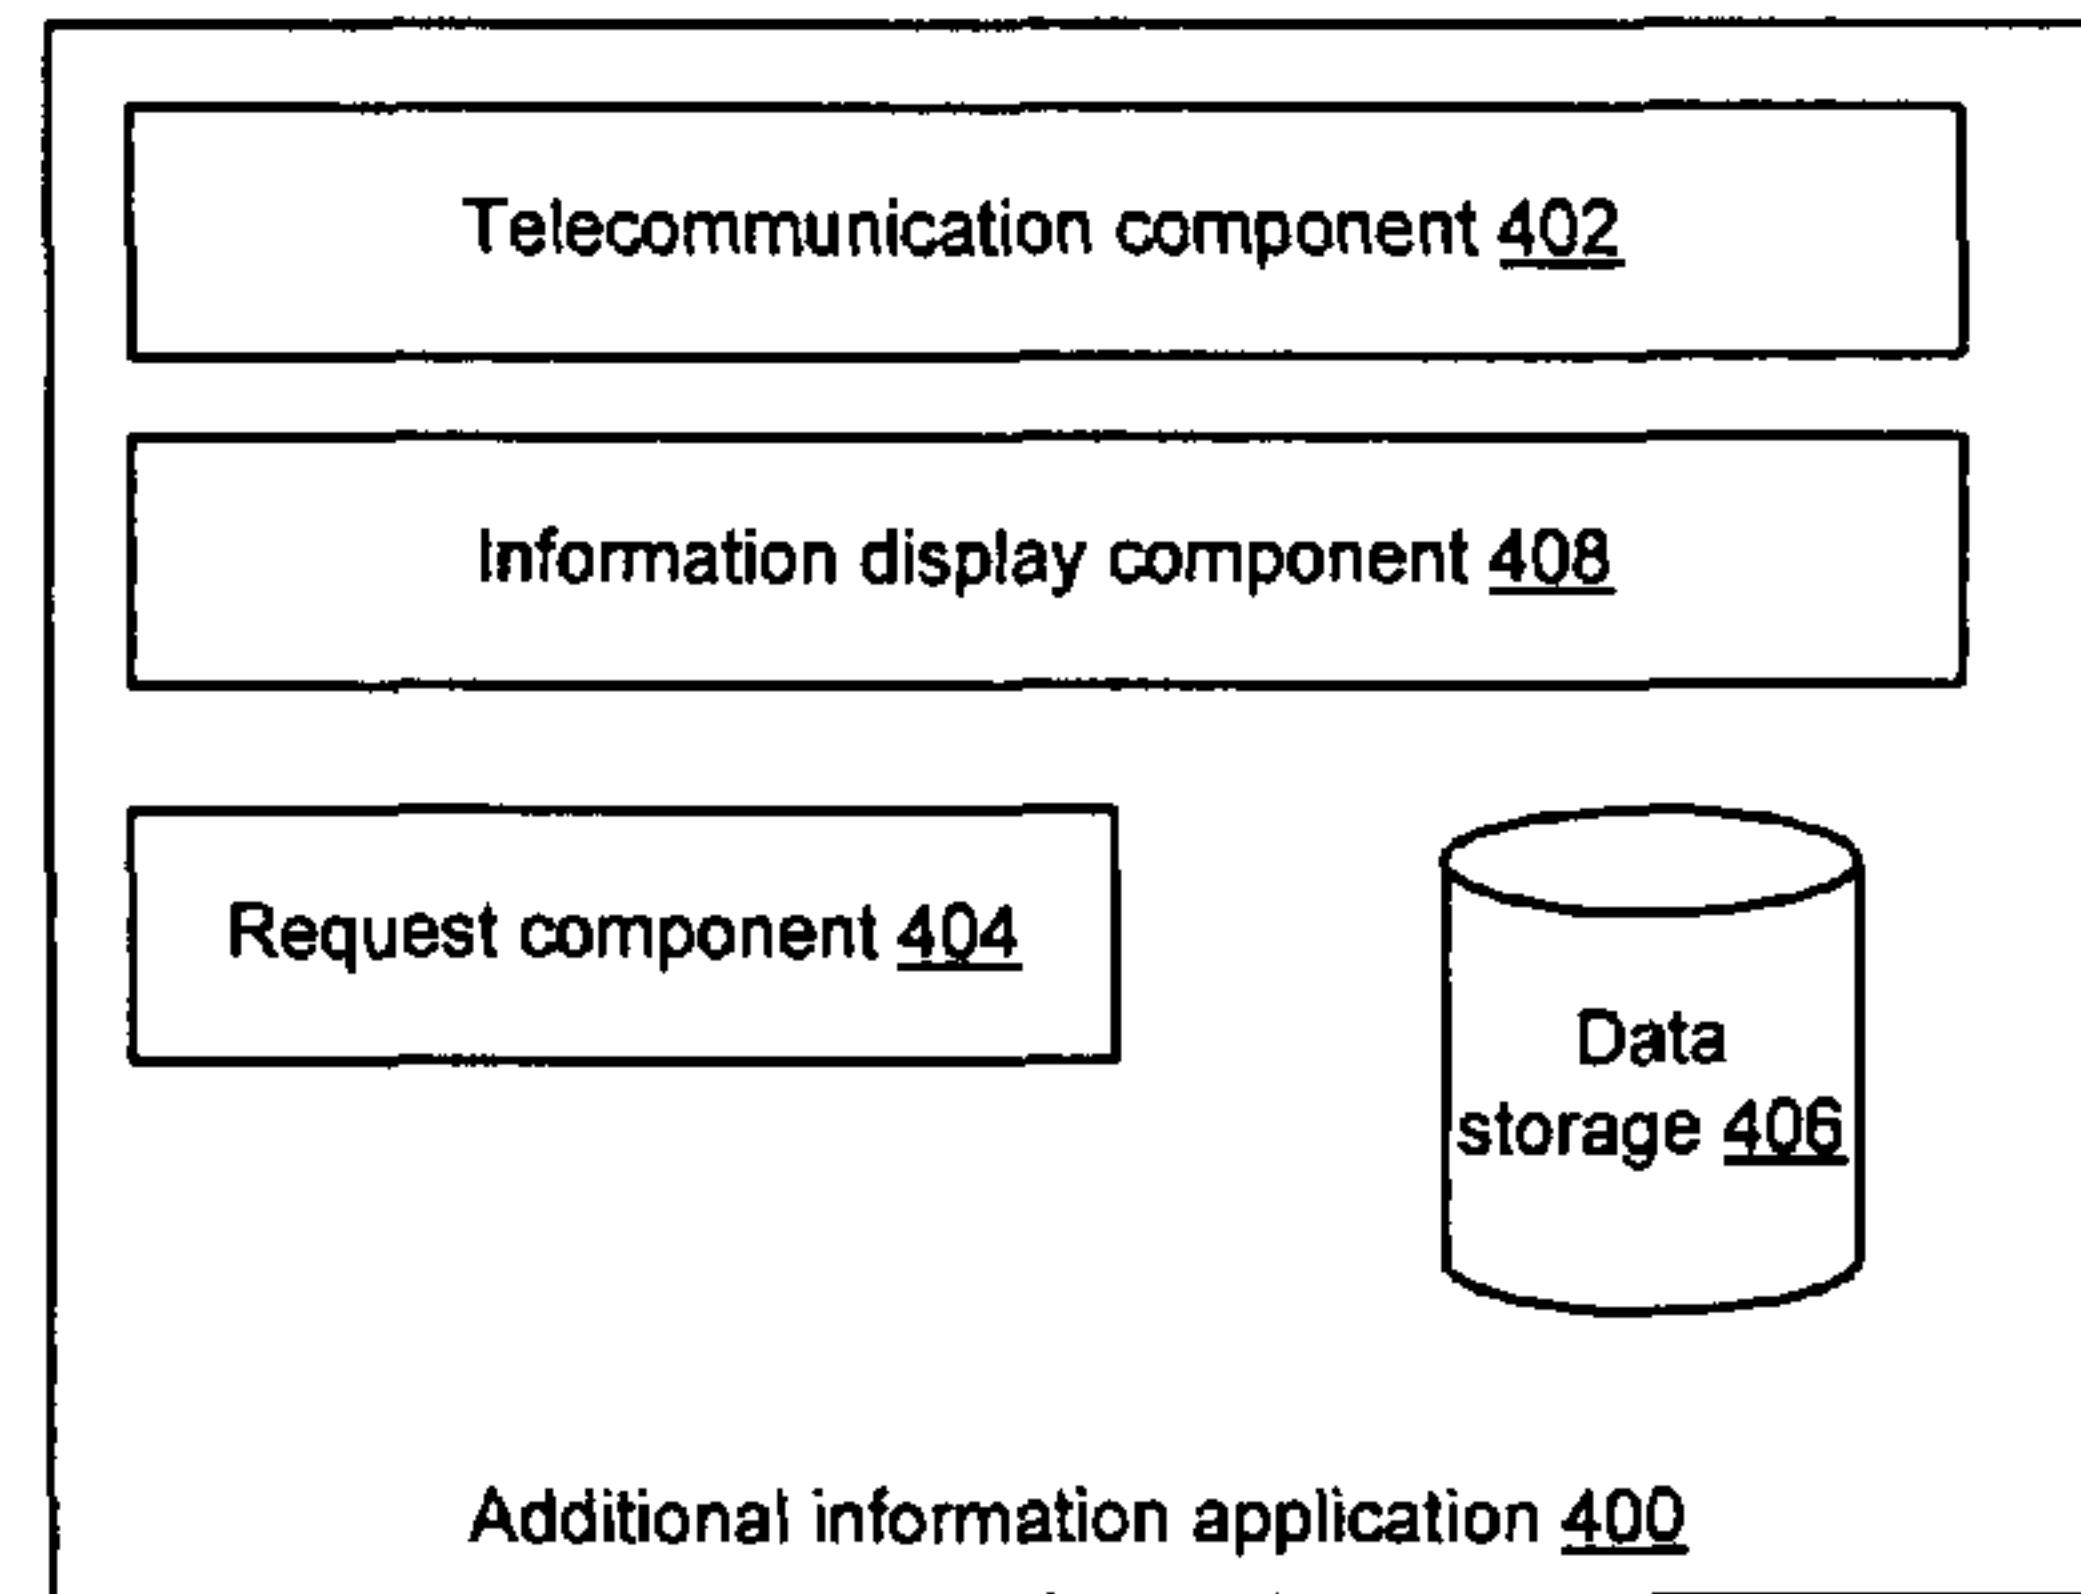 Telecommunication component 402
Information display component 408
Request component 404
Data
storage 406
Additional information application 400